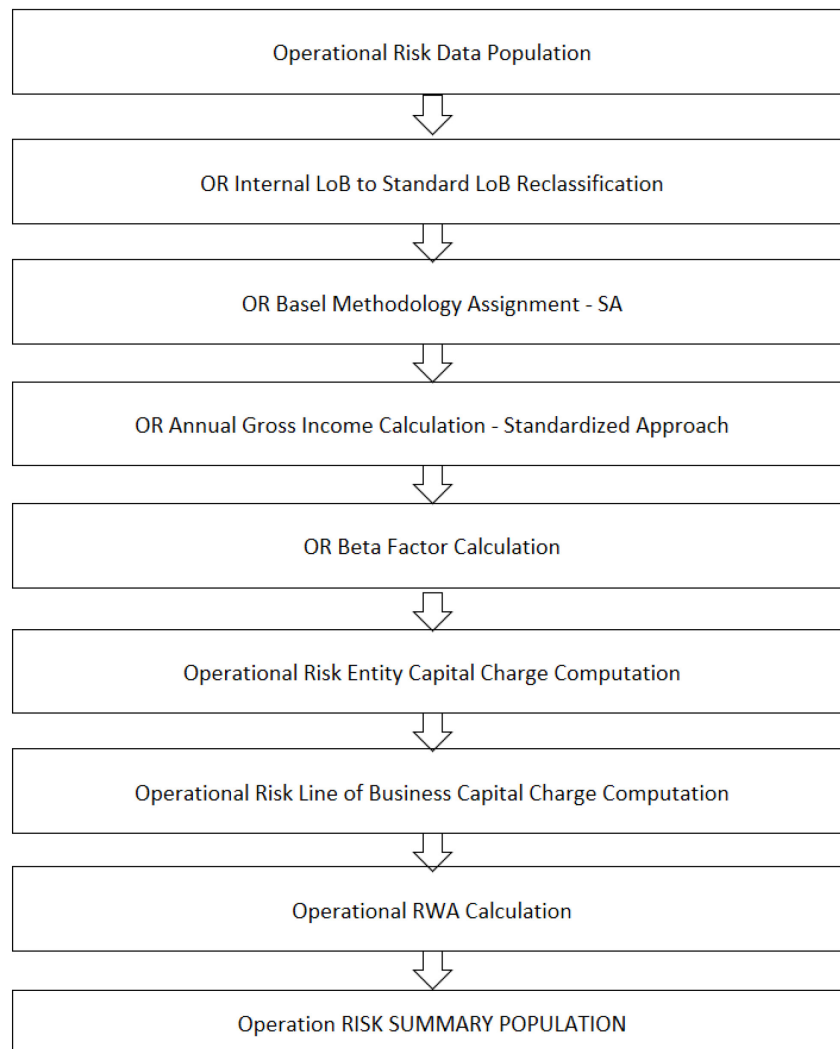 Operational Risk Data Population
OR Internal LoB to Standard LoB Reclassification
OR Basel Methodology Assignment - SA
OR Annual Gross Income Calculation - Standardized Approach
OR Beta Factor Calculation
Operational Risk Entity Capital Charge Computation
Operational Risk Line of Business Capital Charge Computation
Operational RWA Calculation
Operation RISK SUMMARY POPULATION